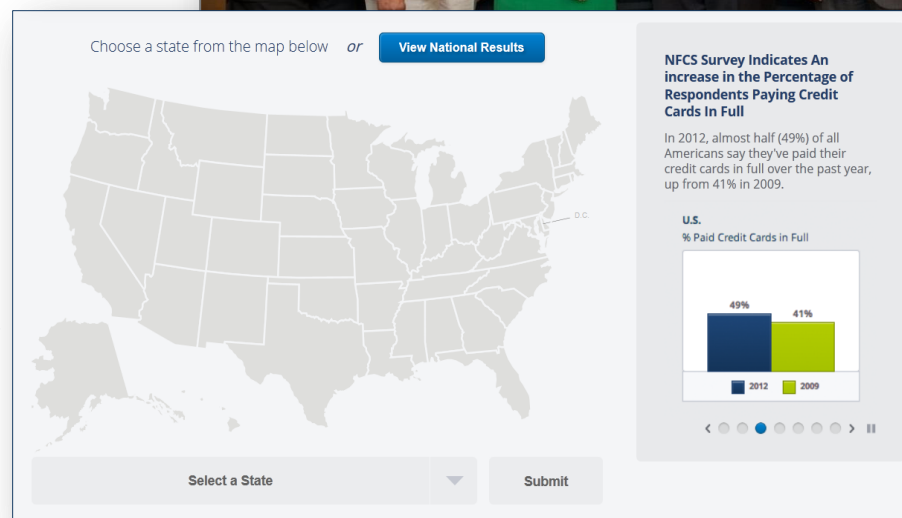 Choose a state from the map below or View National Results
D.C.
Select a State
Submit
NFCS Survey Indicates An
increase in the Percentage of
Respondents Paying Credit
Cards In Full
In 2012, almost half (49%) of all
Americans say they've paid their
credit cards in full over the past year,
up from 41% in 2009.
U.S.
% Paid Credit Cards in Full
49%
41%
2012
2009